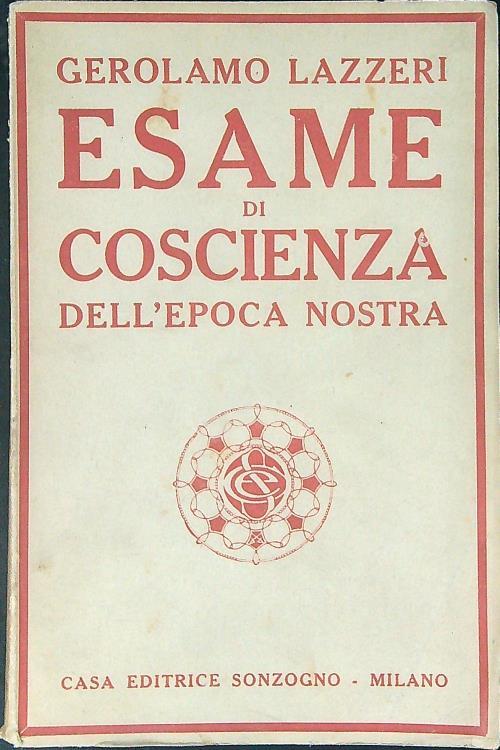 GEROLAMO LAZZERI
ESAME
DI
COSCIENZA
DELL'EPOCA NOSTRA
CASA EDITRICE SONZOGNO - MILANO